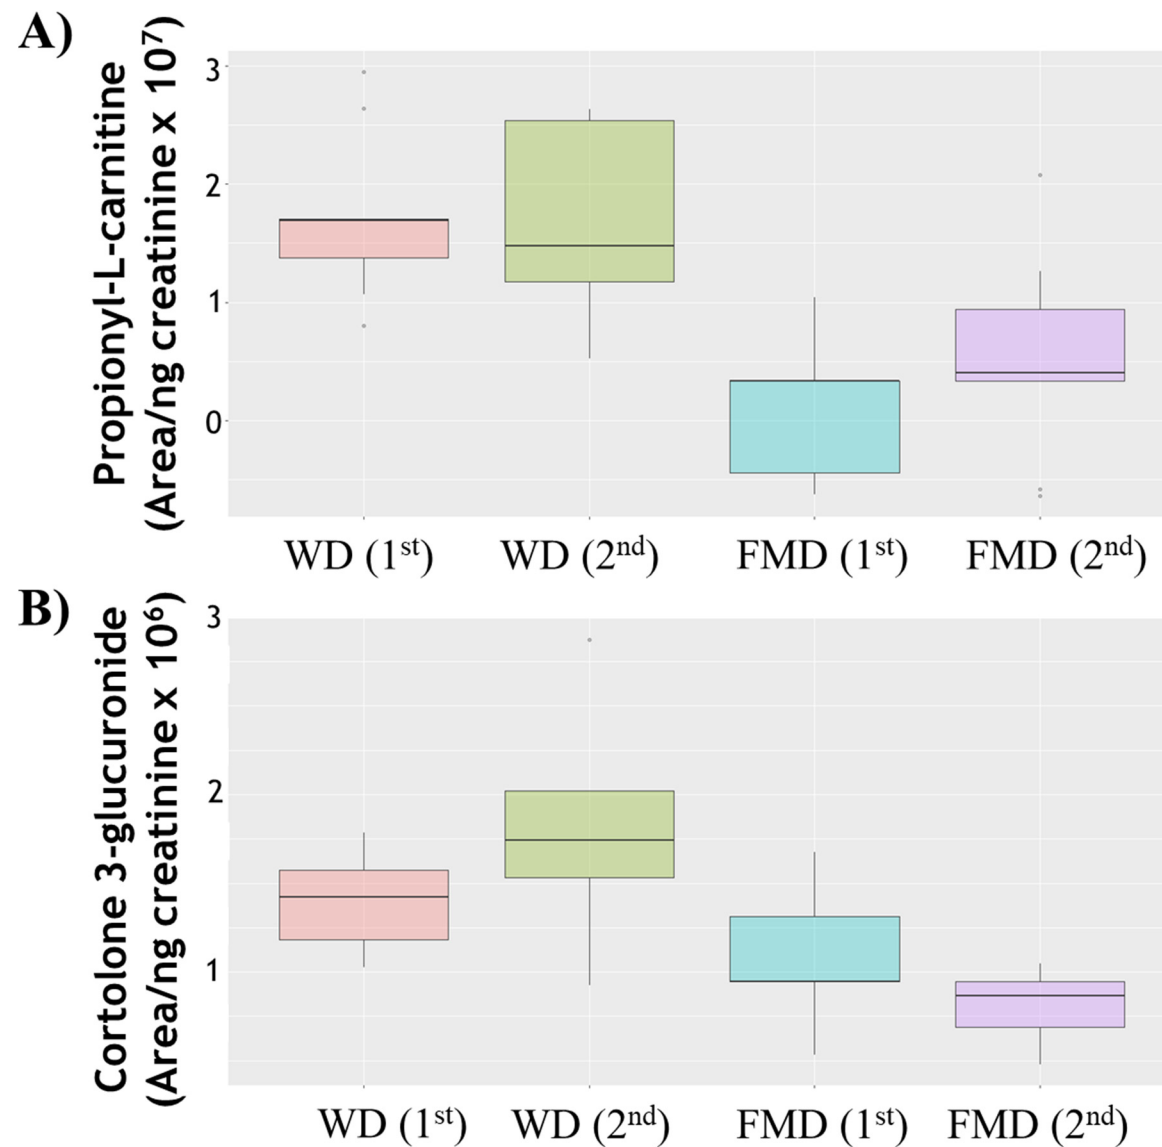 A)
Propionyl-L-carnitine
(Area/ng creatinine x 10⁷)
3
2
1
0
WD (1ˢᵗ) WD (2ⁿᵈ) FMD (1ˢᵗ) FMD (2ⁿᵈ)
B)
Cortolone 3-glucuronide
(Area/ng creatinine x 10⁶)
3
2
1
WD (1ˢᵗ) WD (2ⁿᵈ) FMD (1ˢᵗ) FMD (2ⁿᵈ)